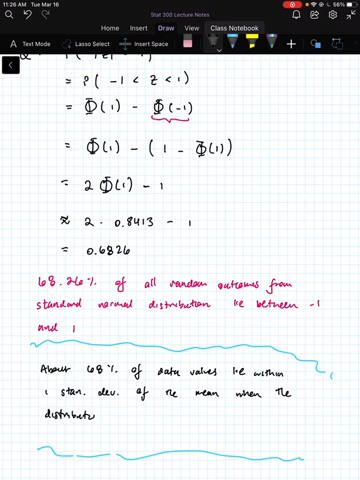 11:26 AM Tue Mar 16
56%
Stat 300 Lecture Notes
Home Insert Draw View Class Notebook
Text Mode Lasso Select Insert Space
= P( -1 < Z < 1 )
= Φ(1) - Φ(-1)
= Φ(1) - ( 1 - Φ(1) )
= 2 Φ(1) - 1
≈ 2 · 0.8413 - 1
= 0.6826
68.26% of all random outcomes from
standard normal distribution lie between -1
and 1
About 68% of data values lie within
1 stan. dev. of the mean when the
distribute